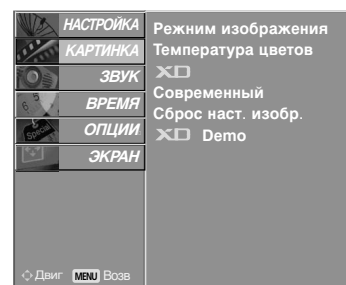 НАСТРОЙКА
КАРТИНКА
ЗВУК
ВРЕМЯ
Special
ОПЦИИ
ЭКРАН
Режним изображения
Температура цветов
XD
Современный
Сброс наст. изобр.
XD Demo
Двиг MENU Возв